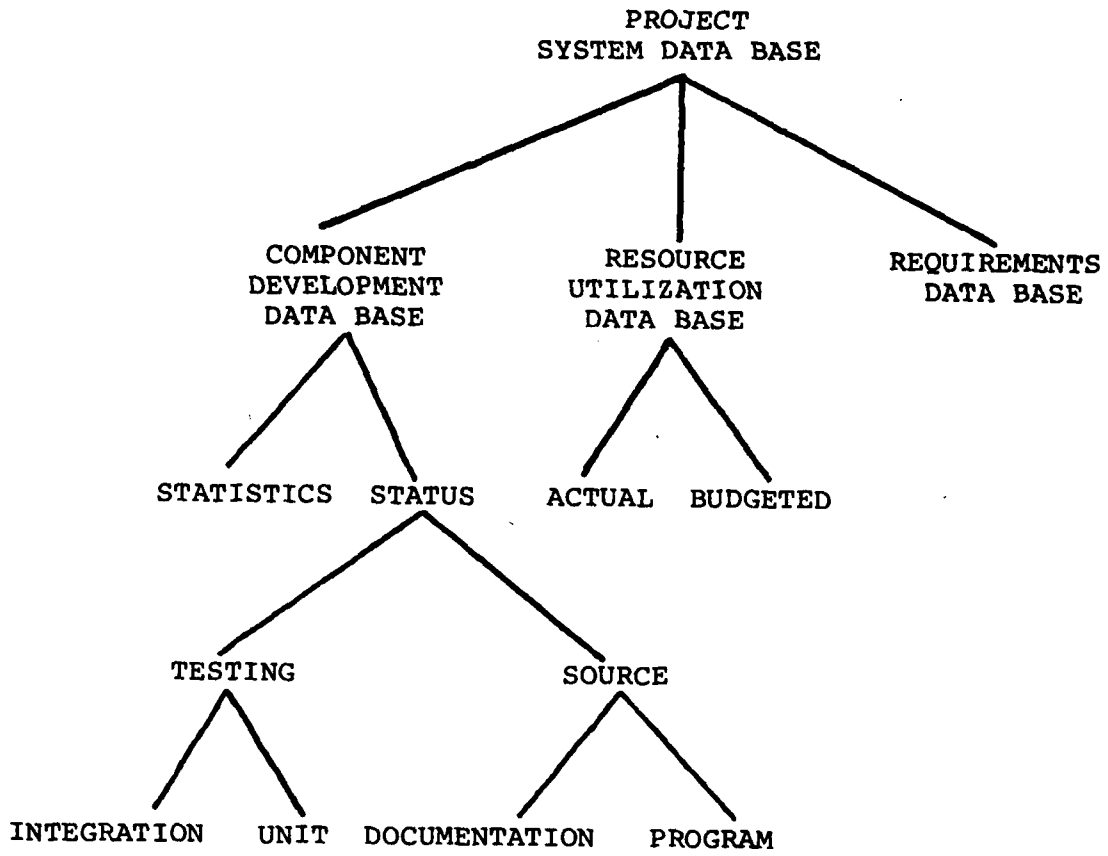 PROJECT
SYSTEM DATA BASE
COMPONENT
DEVELOPMENT
DATA BASE
RESOURCE
UTILIZATION
DATA BASE
REQUIREMENTS
DATA BASE
STATISTICS STATUS ACTUAL BUDGETED
TESTING SOURCE
INTEGRATION UNIT DOCUMENTATION PROGRAM